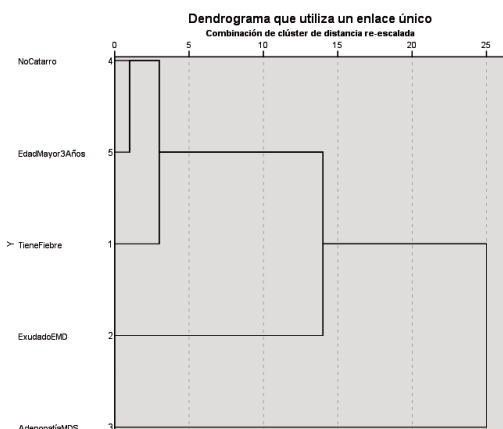 Dendrograma que utiliza un enlace único
Combinación de clúster de distancia re-escalada
0 5 10 15 20 25
NoCatarro 4
EdadMayor3Años 5
Y TieneFiebre 1
ExudadoEMD 2
AdenopatíaMDS 3